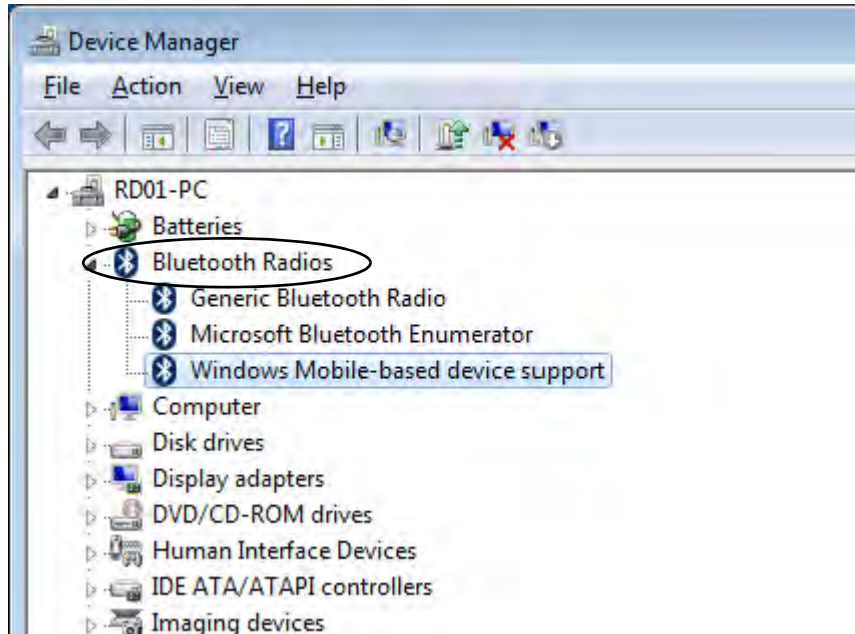 Device Manager
File Action View Help
RD01-PC
Batteries
Bluetooth Radios
Generic Bluetooth Radio
Microsoft Bluetooth Enumerator
Windows Mobile-based device support
Computer
Disk drives
Display adapters
DVD/CD-ROM drives
Human Interface Devices
IDE ATA/ATAPI controllers
Imaging devices